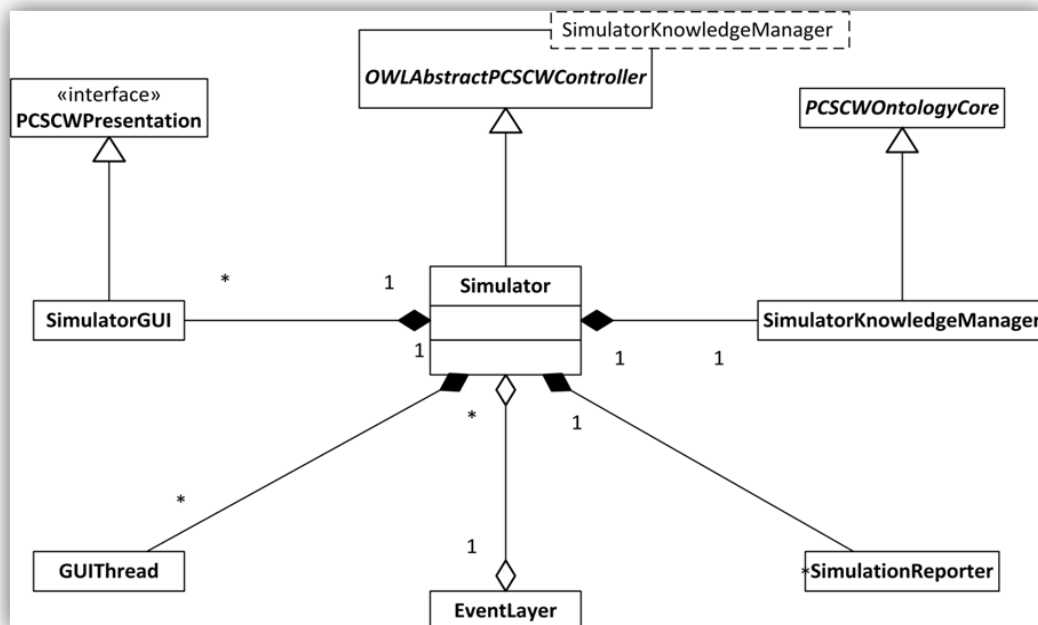 SimulatorKnowledgeManager
OWLAbstractPCSCWController
«interface»
PCSCWPresentation
PCSCWOntologyCore
*
1
Simulator
SimulatorGUI
SimulatorKnowledgeManager
1
1
1
*
1
*
1
GUIThread
*SimulationReporter
EventLayer